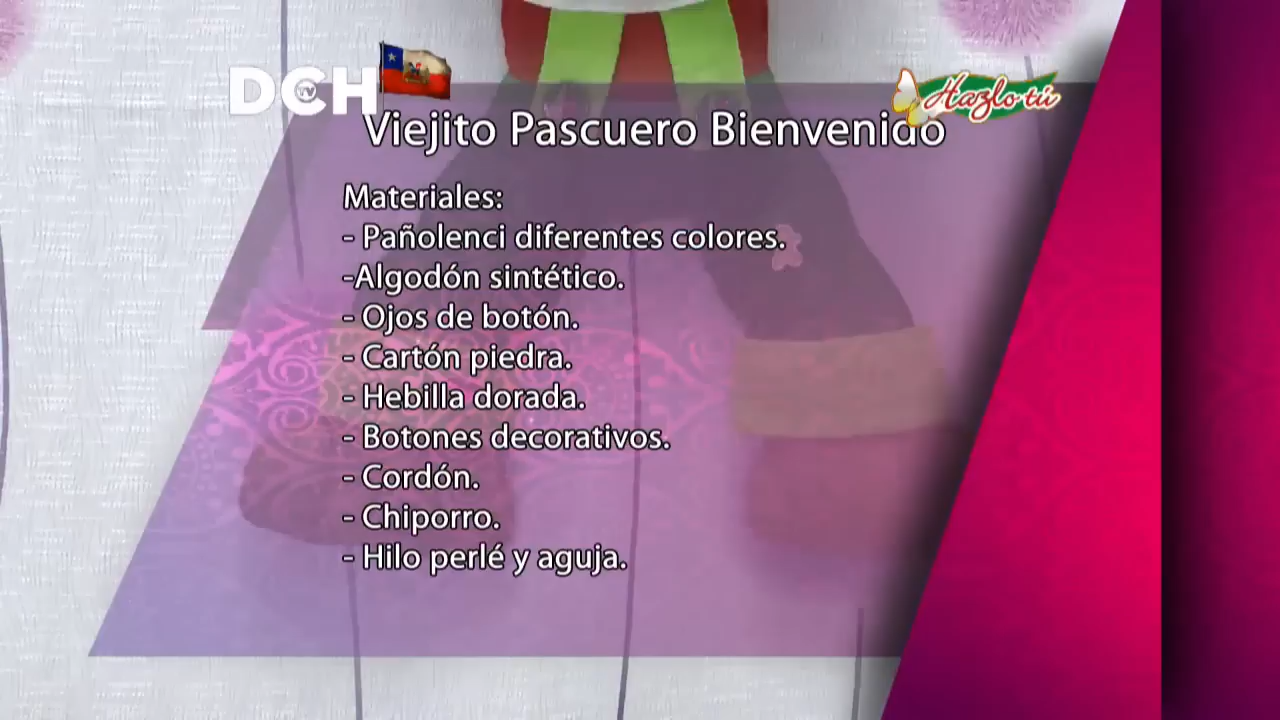 DCH
TV
Hazlo tú
Viejito Pascuero Bienvenido
Materiales:
- Pañolenci diferentes colores.
-Algodón sintético.
- Ojos de botón.
- Cartón piedra.
- Hebilla dorada.
- Botones decorativos.
- Cordón.
- Chiporro.
- Hilo perlé y aguja.